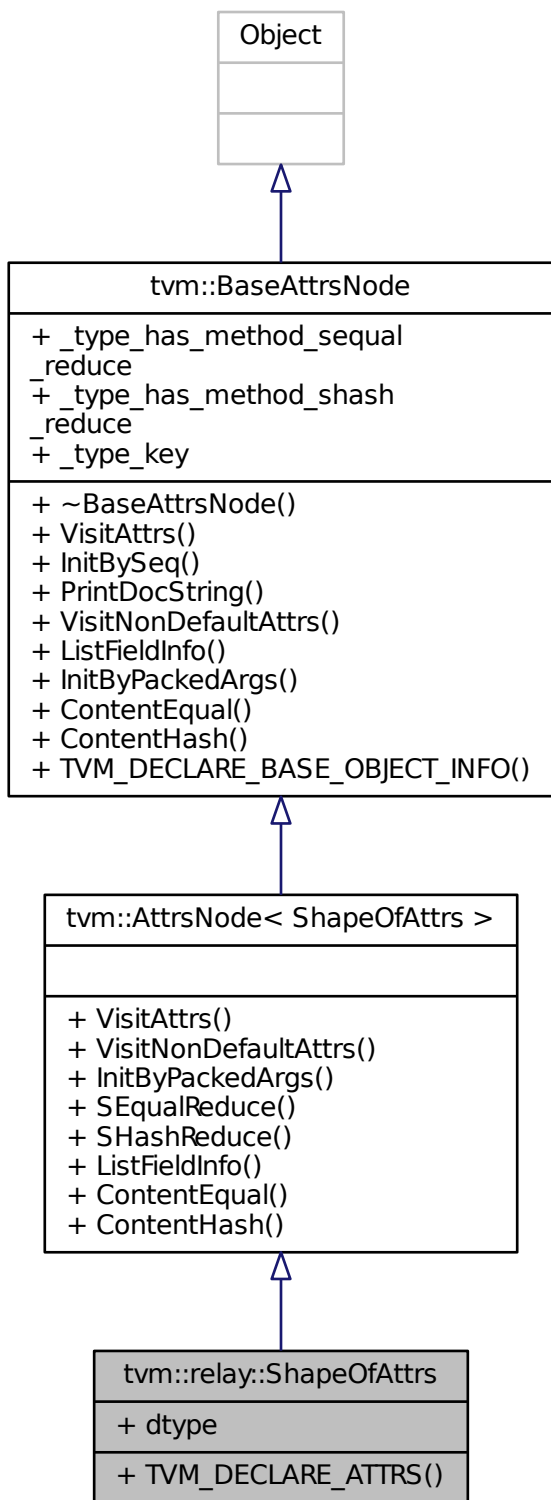 Object
tvm::BaseAttrsNode
+ _type_has_method_sequal
_reduce
+ _type_has_method_shash
_reduce
+ _type_key
+ ~BaseAttrsNode()
+ VisitAttrs()
+ InitBySeq()
+ PrintDocString()
+ VisitNonDefaultAttrs()
+ ListFieldInfo()
+ InitByPackedArgs()
+ ContentEqual()
+ ContentHash()
+ TVM_DECLARE_BASE_OBJECT_INFO()
tvm::AttrsNode< ShapeOfAttrs >
+ VisitAttrs()
+ VisitNonDefaultAttrs()
+ InitByPackedArgs()
+ SEqualReduce()
+ SHashReduce()
+ ListFieldInfo()
+ ContentEqual()
+ ContentHash()
tvm::relay::ShapeOfAttrs
+ dtype
+ TVM_DECLARE_ATTRS()